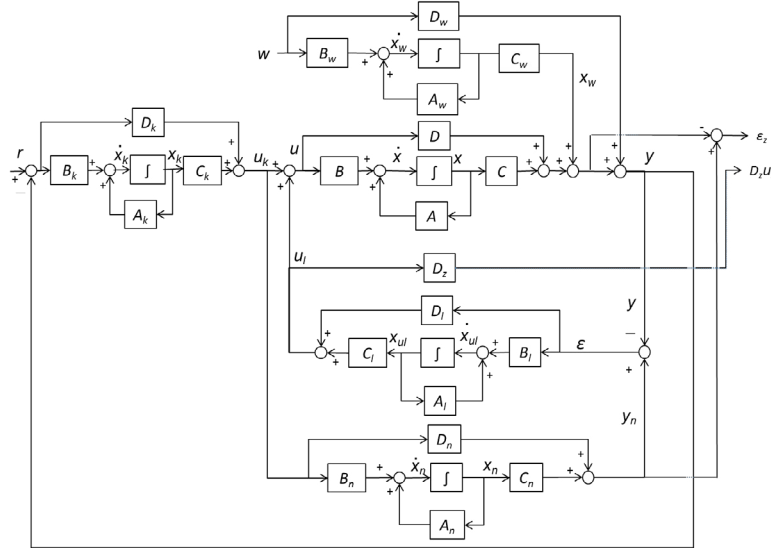 D_w
w
B_w
+
ẋ_w
+
∫
C_w
A_w
x_w
D_k
D
r
+
−
B_k
+
+
ẋ_k
∫
x_k
C_k
+
+
u_k
+
+
u
B
+
+
ẋ
∫
x
C
+
+
+
+
+
+
y
-
+
ε_z
D_z u
A_k
A
u_l
D_z
D_l
y
+
+
C_l
x_ul
∫
ẋ_ul
+
+
B_l
ε
−
+
A_l
y_n
D_n
B_n
+
+
ẋ_n
∫
x_n
C_n
+
+
A_n